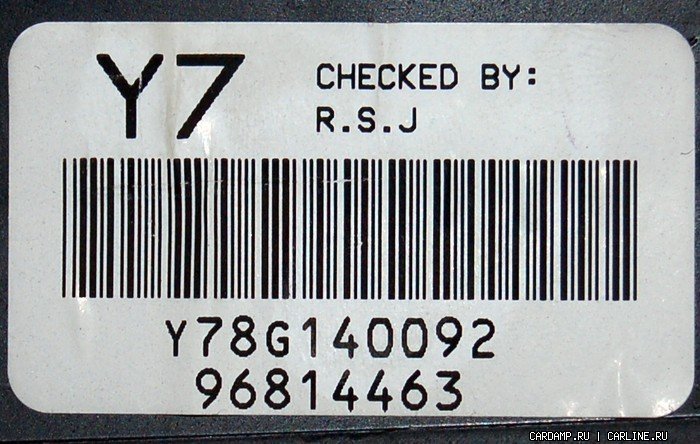 Y7
CHECKED BY:
R.S.J
Y78G140092
96814463
CARDAMP.RU | CARLINE.RU